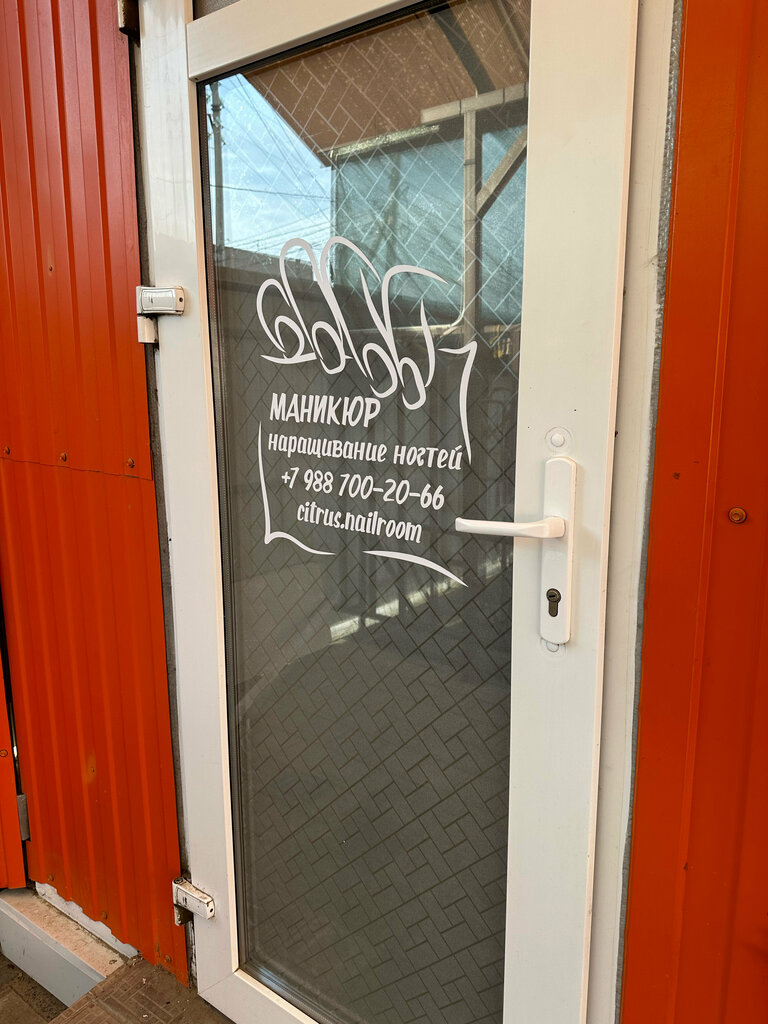 МАНИКЮР
наращивание ногтей
+7 988 700-20-66
citrus.nailroom